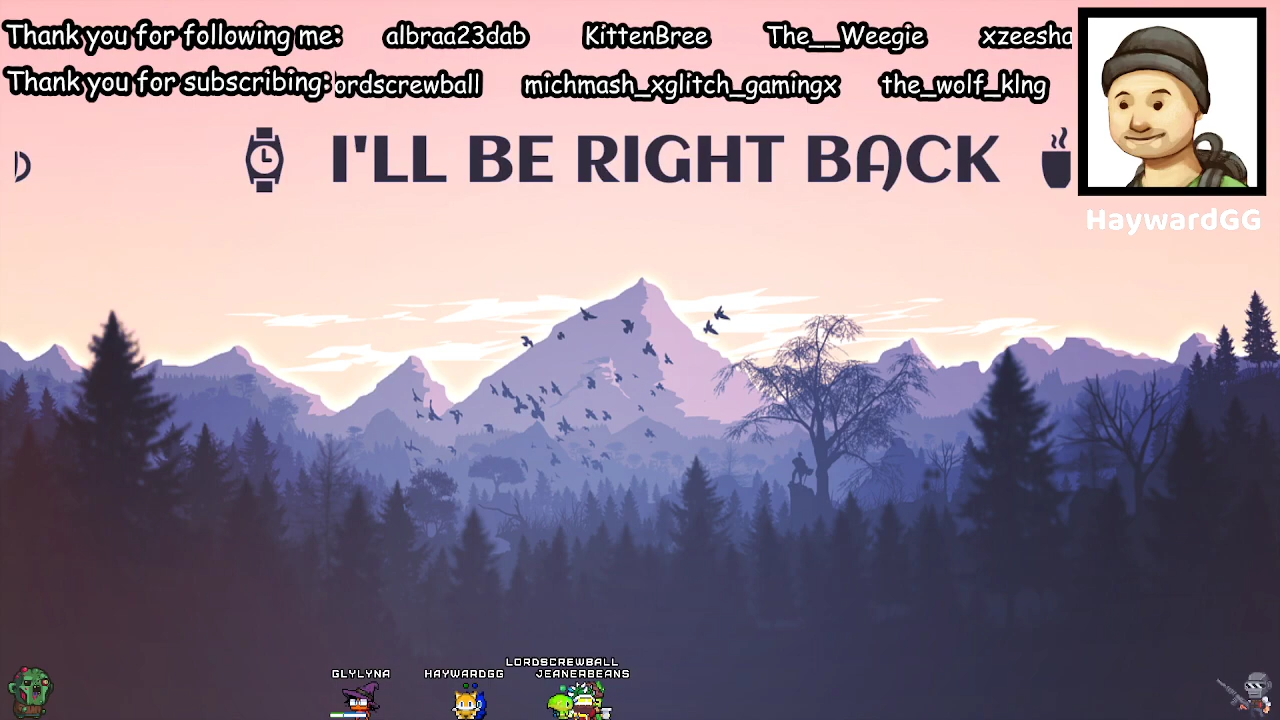 Thank you for following me: albraa23dab KittenBree The__Weegie xzeesha
Thank you for subscribing: ordscrewball michmash_xglitch_gamingx the_wolf_klng
I'LL BE RIGHT BACK
HaywardGG
LORDSCREWBALL
GLYLYNA HAYWARDGG JEANERBEANS